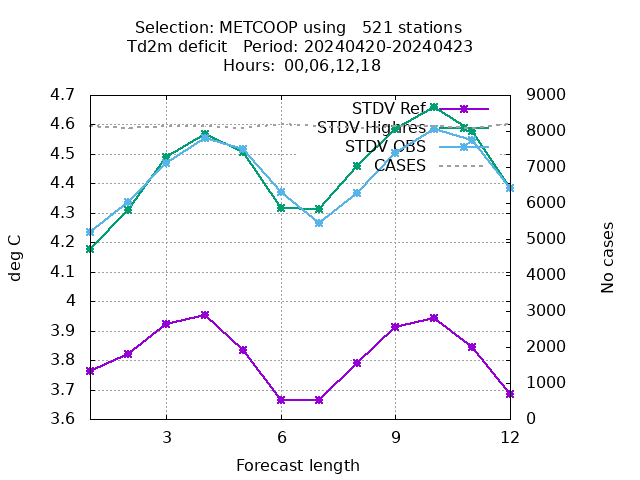 Selection: METCOOP using   521 stations
Td2m deficit   Period: 20240420-20240423
Hours:  00,06,12,18
4.7
4.6
4.5
4.4
4.3
4.2
4.1
4
3.9
3.8
3.7
3.6
deg C
STDV Ref
STDV Highres
STDV OBS
CASES
9000
8000
7000
6000
5000
4000
3000
2000
1000
0
No cases
3 6 9 12
Forecast length